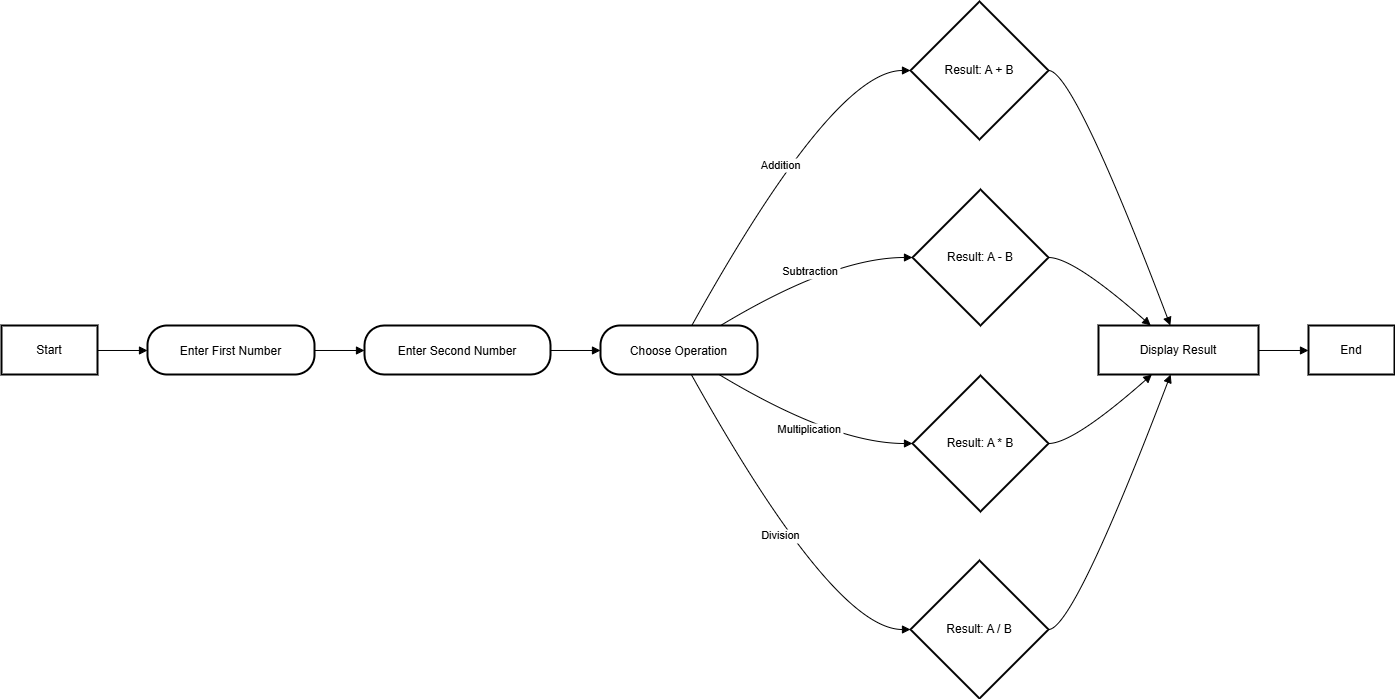 Start
Enter First Number
Enter Second Number
Choose Operation
Addition
Subtraction
Multiplication
Division
Result: A + B
Result: A - B
Result: A * B
Result: A / B
Display Result
End